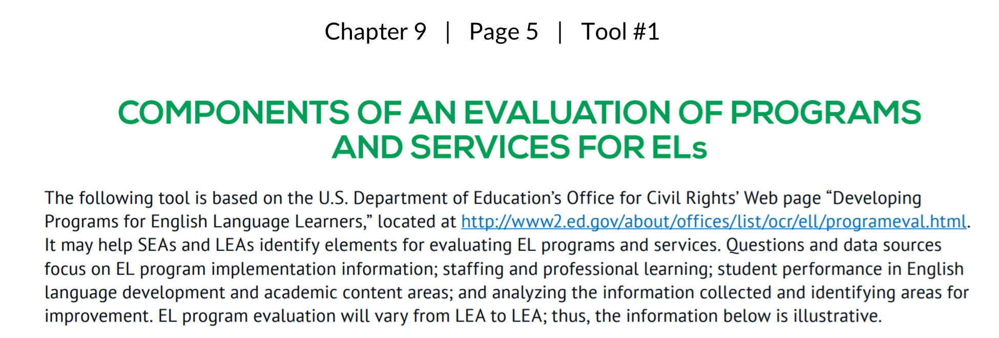 Chapter 9 | Page 5 | Tool #1
COMPONENTS OF AN EVALUATION OF PROGRAMS
AND SERVICES FOR ELs
The following tool is based on the U.S. Department of Education’s Office for Civil Rights’ Web page “Developing
Programs for English Language Learners,” located at http://www2.ed.gov/about/offices/list/ocr/ell/programeval.html.
It may help SEAs and LEAs identify elements for evaluating EL programs and services. Questions and data sources
focus on EL program implementation information; staffing and professional learning; student performance in English
language development and academic content areas; and analyzing the information collected and identifying areas for
improvement. EL program evaluation will vary from LEA to LEA; thus, the information below is illustrative.